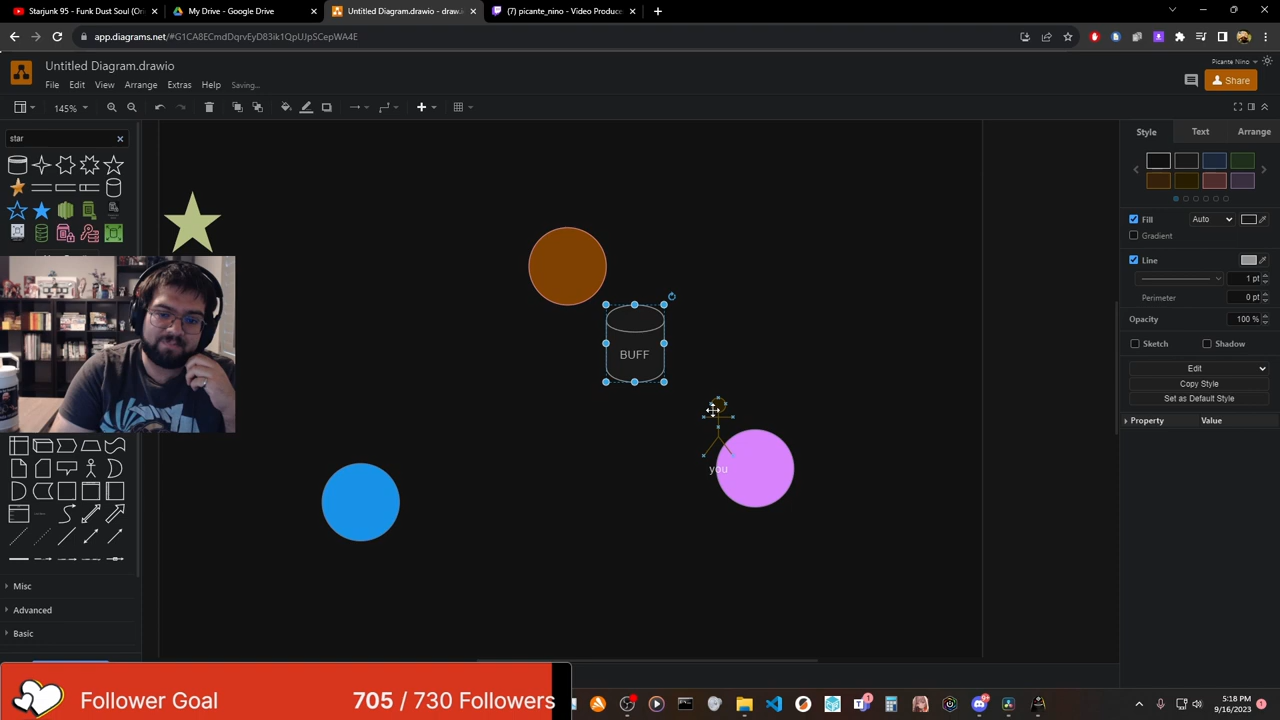 Starjunk 95 - Funk Dust Soul (Ori
My Drive - Google Drive
Untitled Diagram.drawio - draw.i
(7) picante_nino - Video Produce
app.diagrams.net/#G1CA8ECmdDqrvEyD83ik1QpUJpSCepWA4E
Untitled Diagram.drawio
Picante Nino
File Edit View Arrange Extras Help Saving...
Share
145%
star
Style Text Arrange
Fill Auto
Gradient
Line
1 pt
Perimeter 0 pt
Opacity 100 %
Sketch Shadow
Edit
Copy Style
Set as Default Style
Property Value
BUFF
you
Misc
Advanced
Basic
Follower Goal 705 / 730 Followers
5:18 PM
9/16/2023